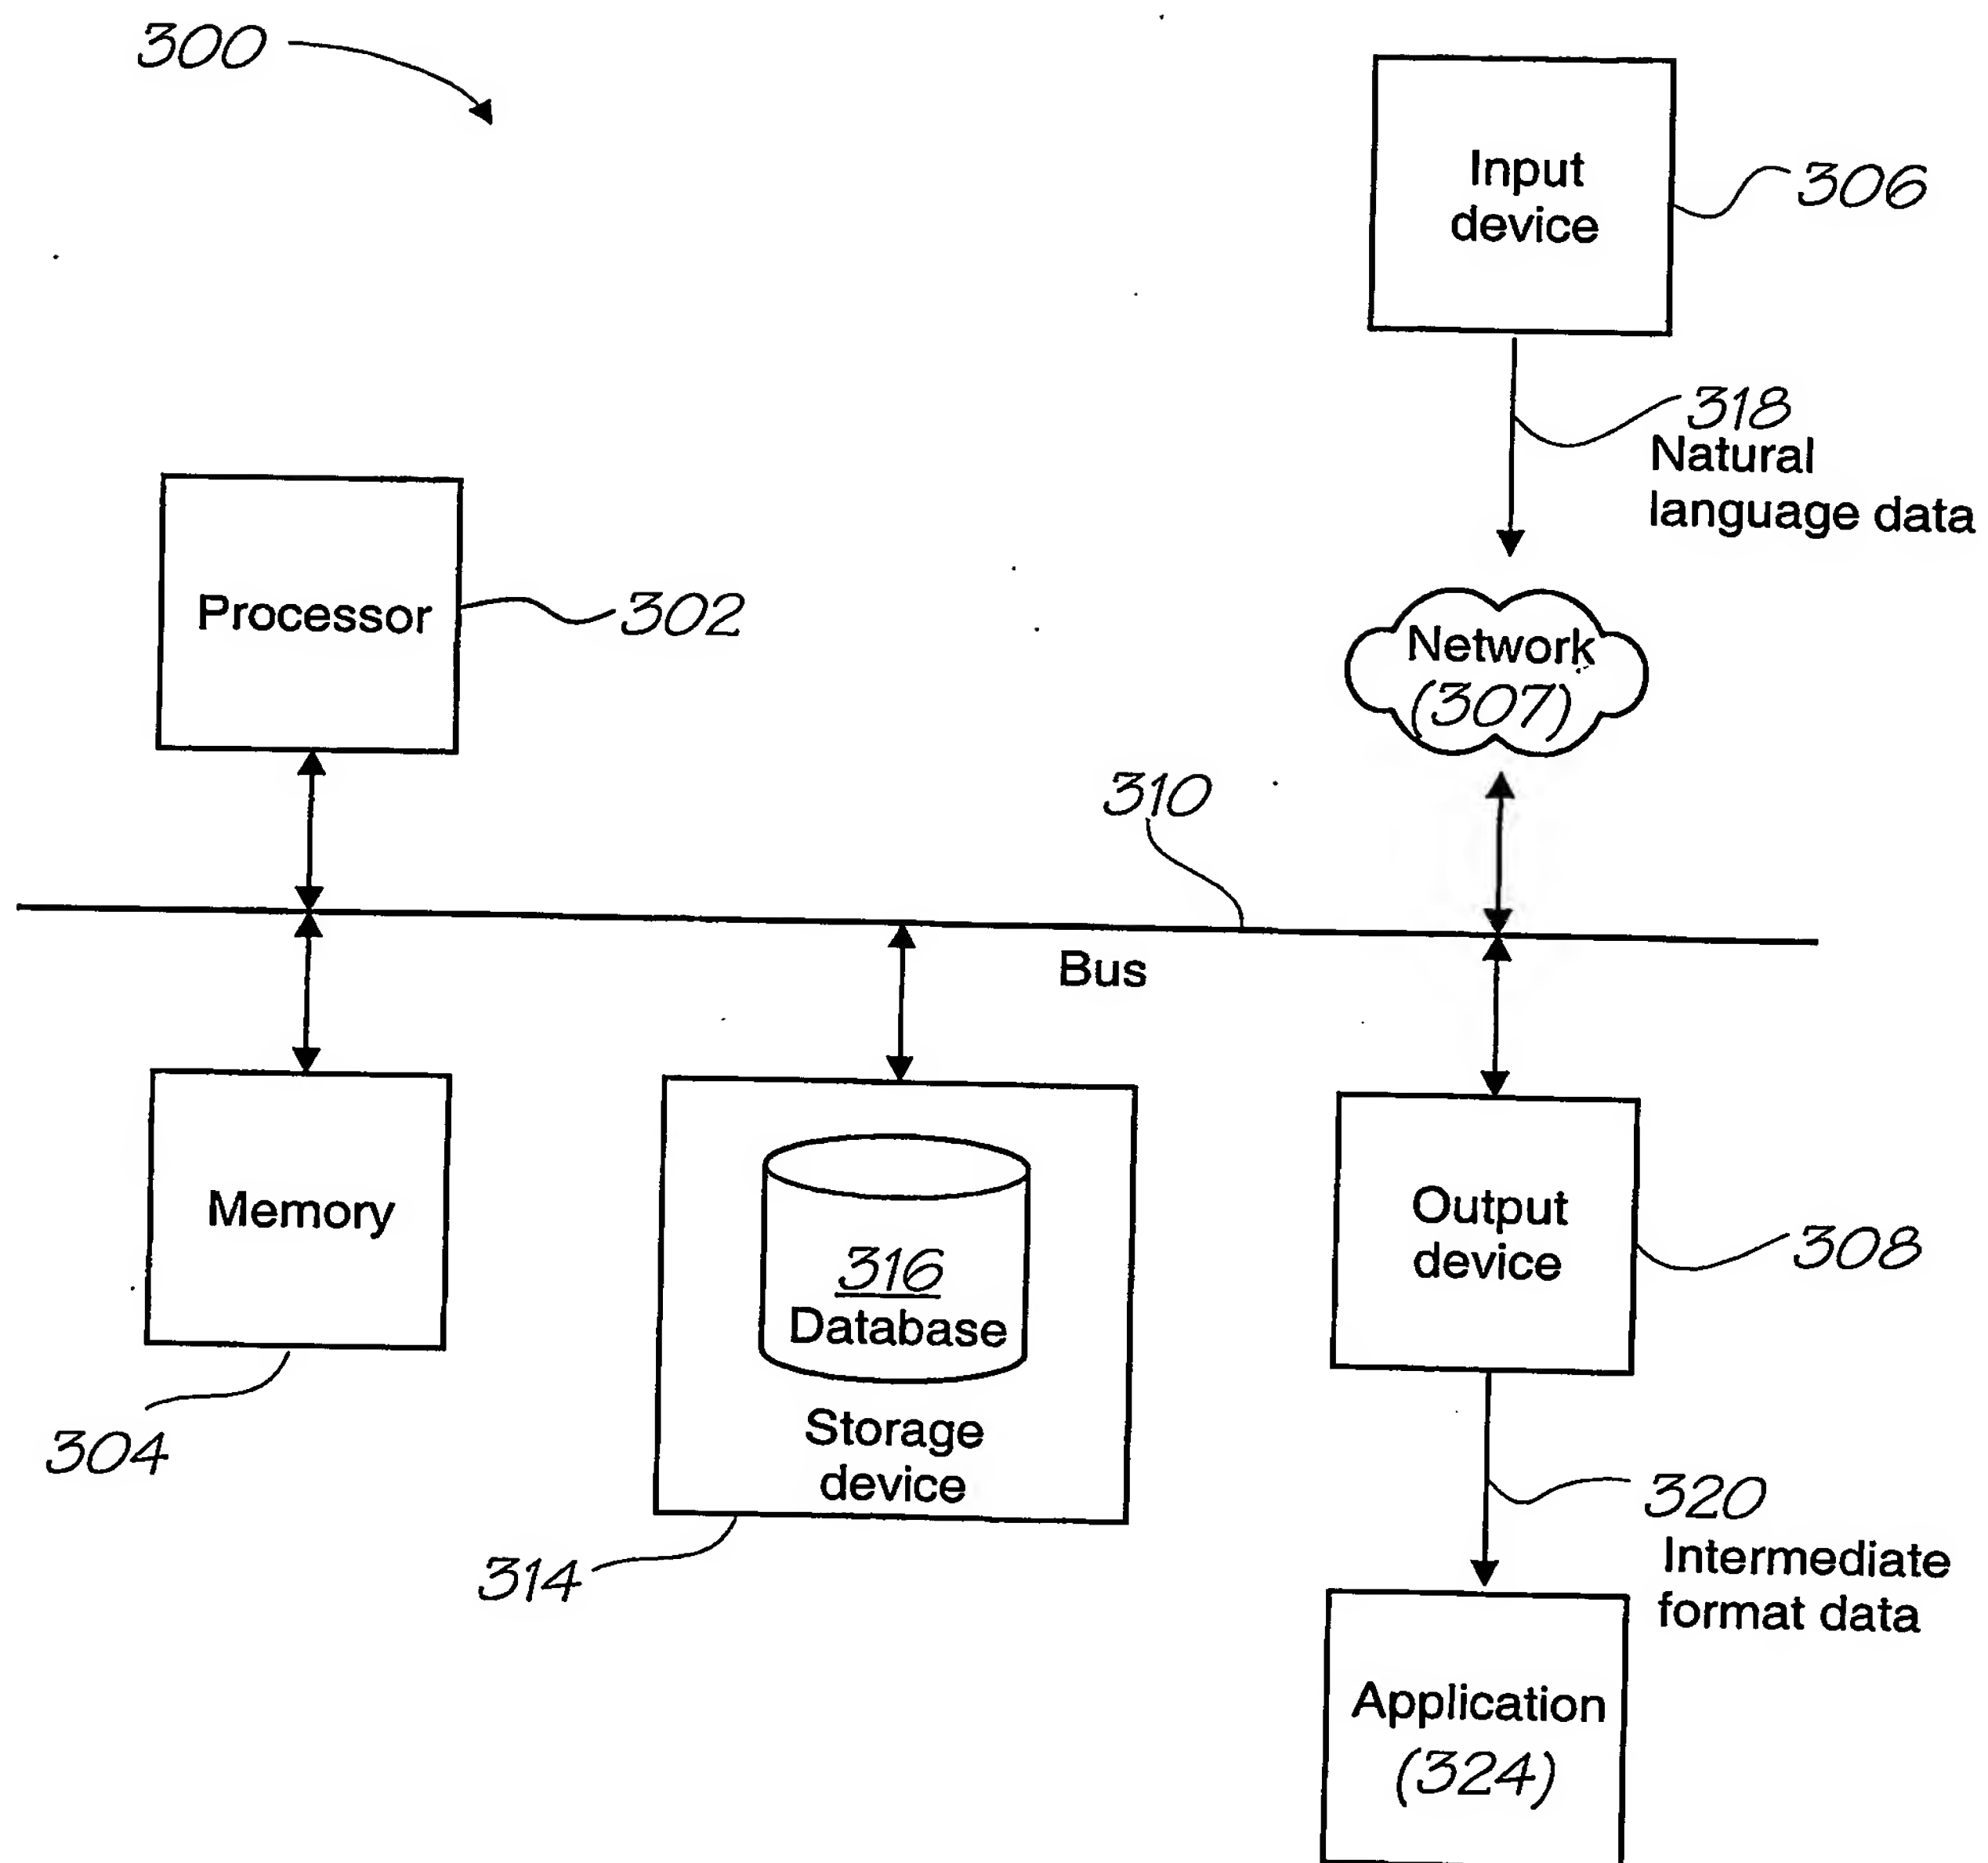 300
Input
device
306
318
Natural
language data
Processor
302
Network
(307)
310
Bus
Memory
304
316
Database
Storage
device
314
Output
device
308
320
Intermediate
format data
Application
(324)